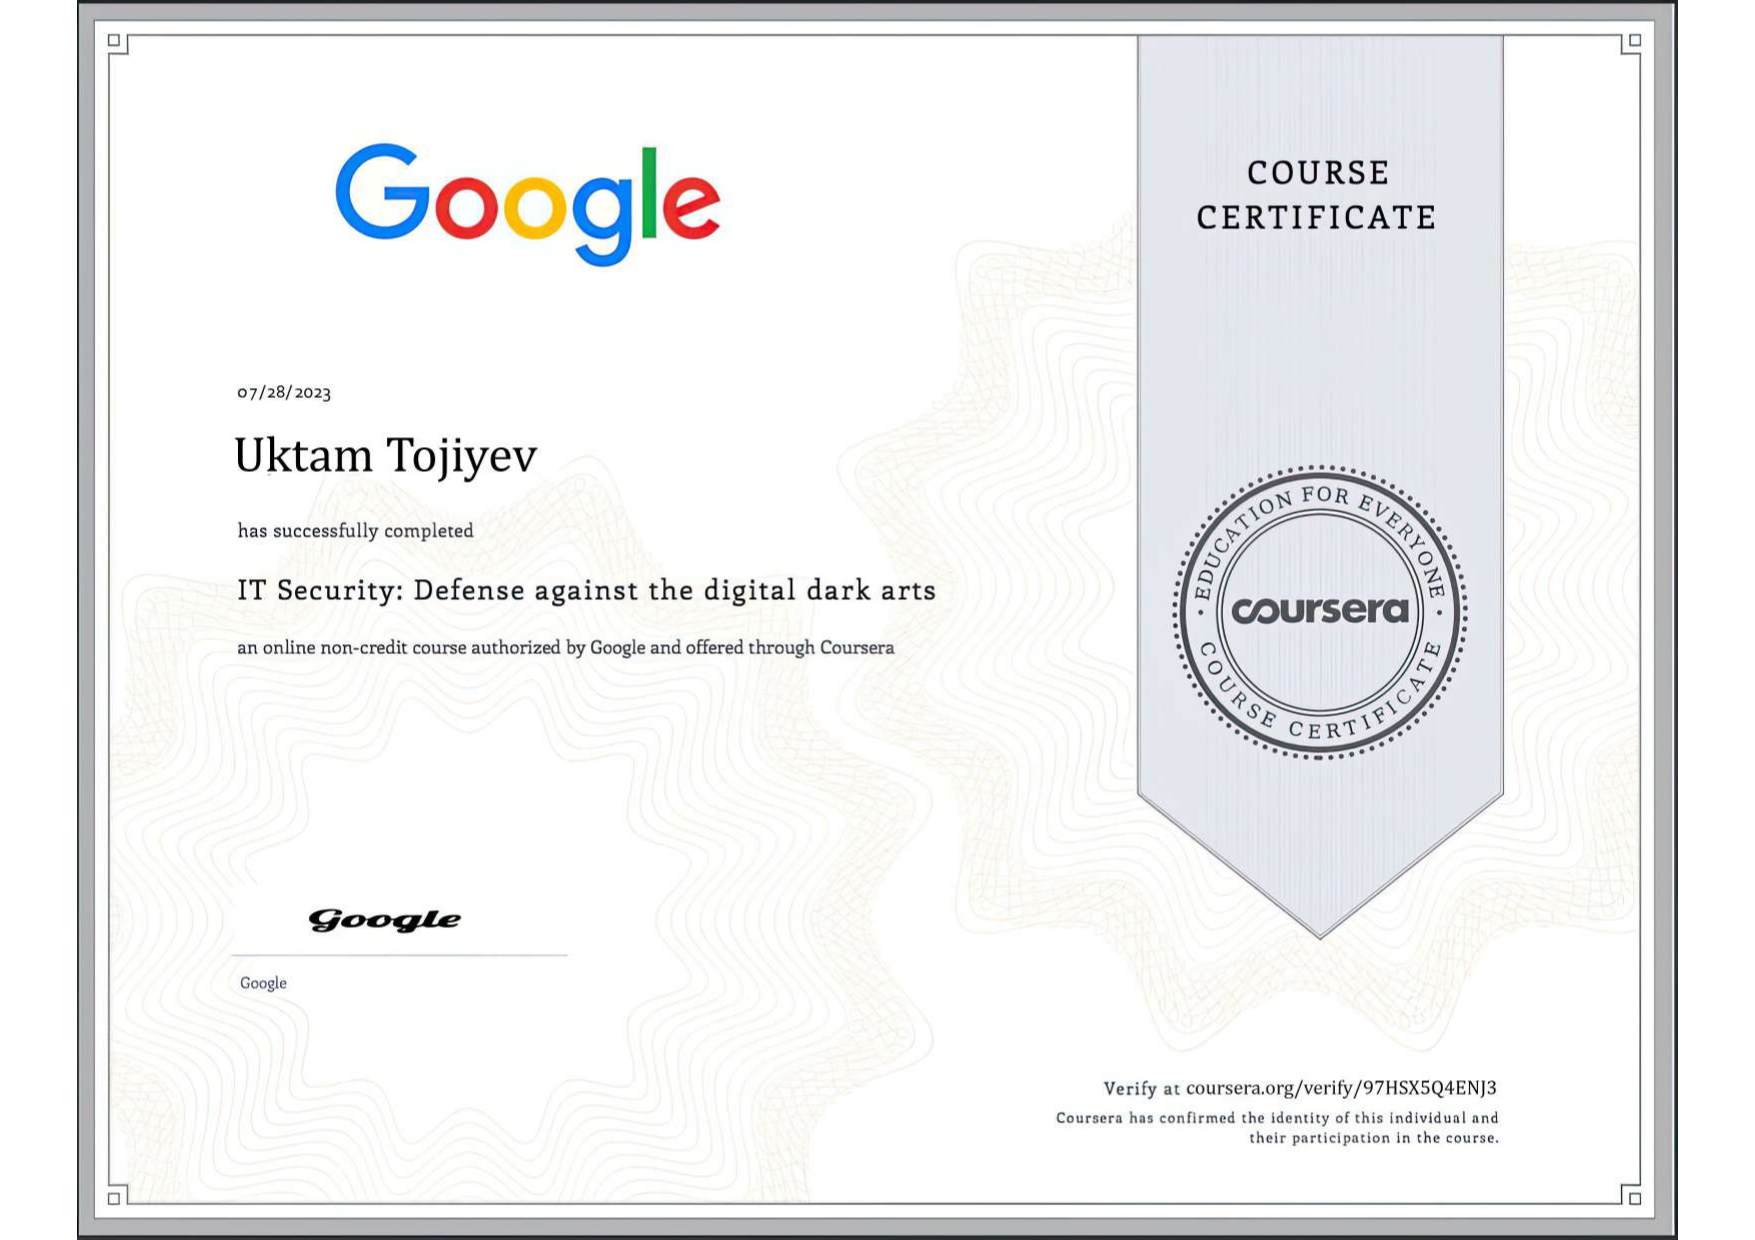 Google
COURSE
CERTIFICATE
07/28/2023
Uktam Tojiyev
has successfully completed
IT Security: Defense against the digital dark arts
an online non-credit course authorized by Google and offered through Coursera
EDUCATION FOR EVERYONE
coursera
COURSE CERTIFICATE
Google
Google
Verify at coursera.org/verify/97HSX5Q4ENJ3
Coursera has confirmed the identity of this individual and
their participation in the course.